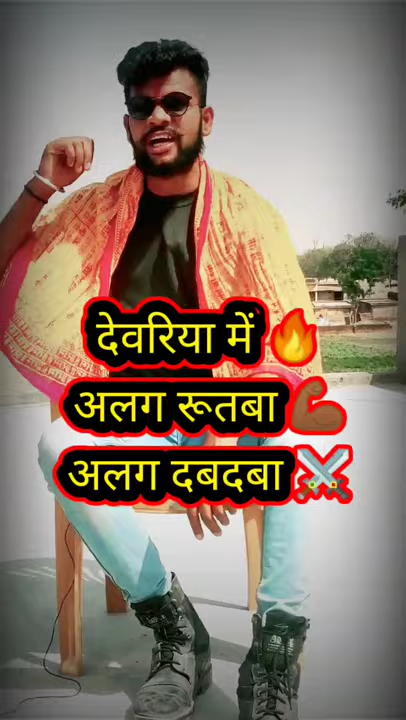 देवरिया में🔥
अलग रूतबा💪🏾
अलग दबदबा⚔️